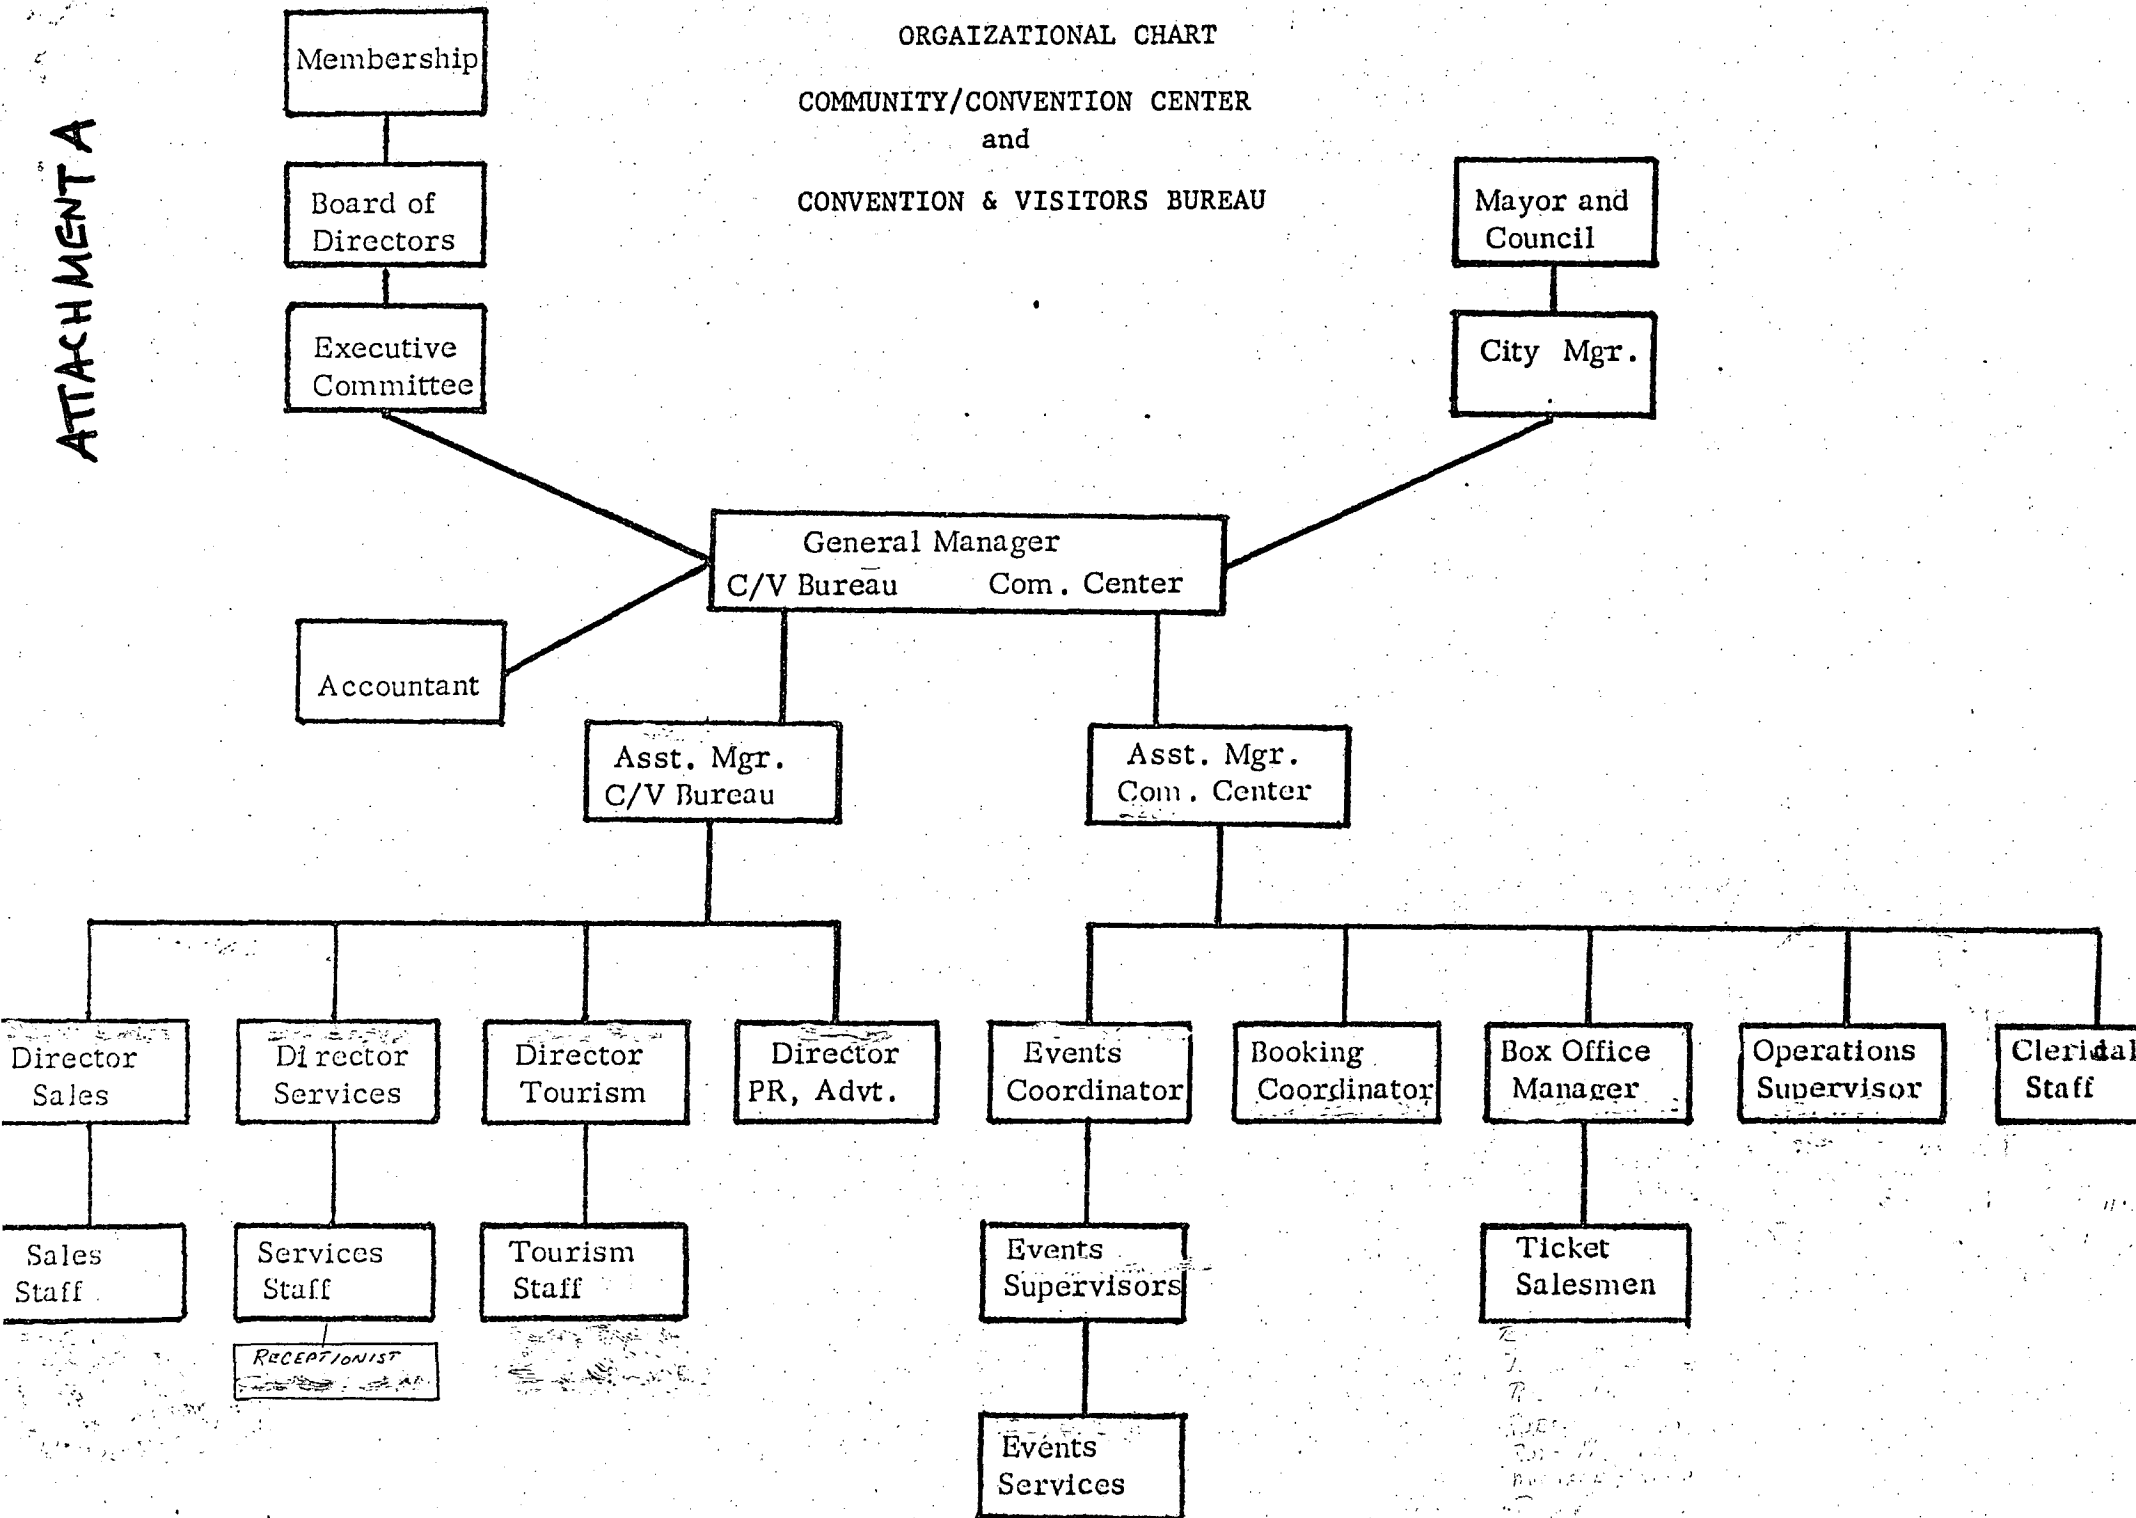 ATTACHMENT A
ORGAIZATIONAL CHART
COMMUNITY/CONVENTION CENTER
and
CONVENTION & VISITORS BUREAU
Membership
Board of
Directors
Executive
Committee
Mayor and
Council
City Mgr.
General Manager
C/V Bureau Com. Center
Accountant
Asst. Mgr.
C/V Bureau
Asst. Mgr.
Com. Center
Director
Sales
Director
Services
Director
Tourism
Director
PR, Advt.
Events
Coordinator
Booking
Coordinator
Box Office
Manager
Operations
Supervisor
Cleridal
Staff
Sales
Staff
Services
Staff
RECEPTIONIST
Tourism
Staff
Events
Supervisors
Ticket
Salesmen
Events
Services